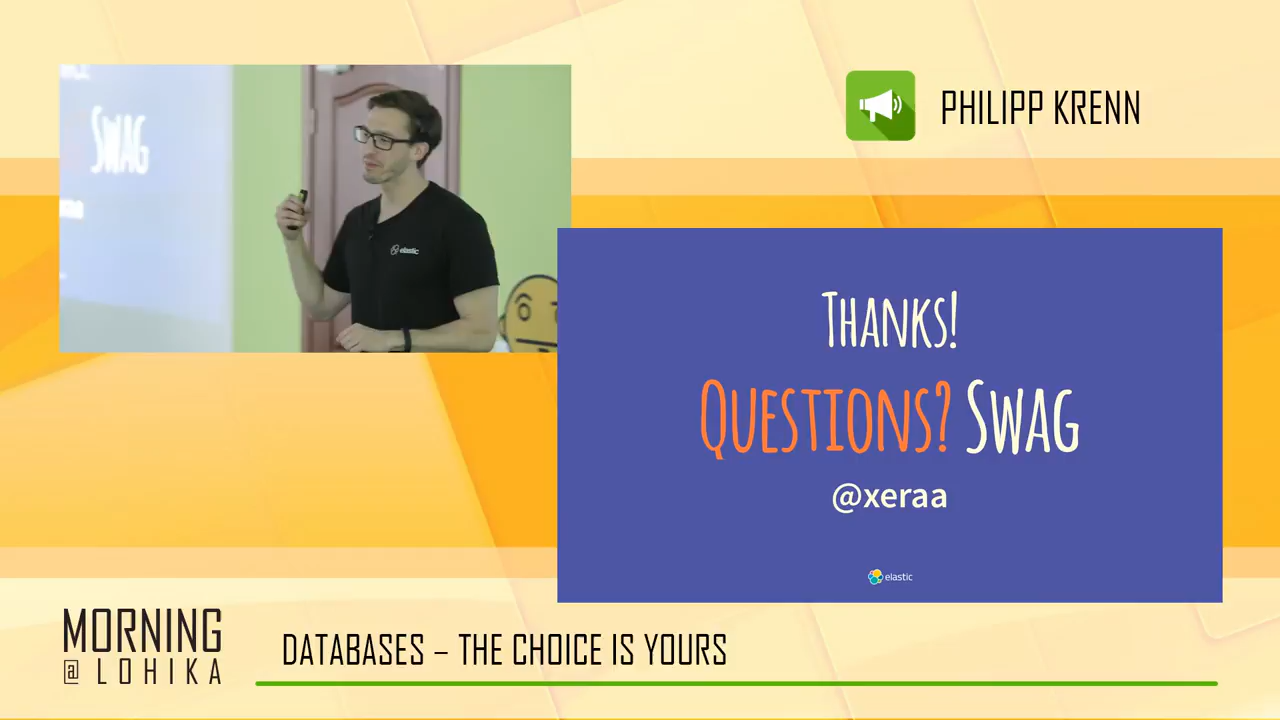 Swag
elastic
PHILIPP KRENN
THANKS!
QUESTIONS? SWAG
@xeraa
elastic
MORNING
@ LOHIKA
DATABASES – THE CHOICE IS YOURS